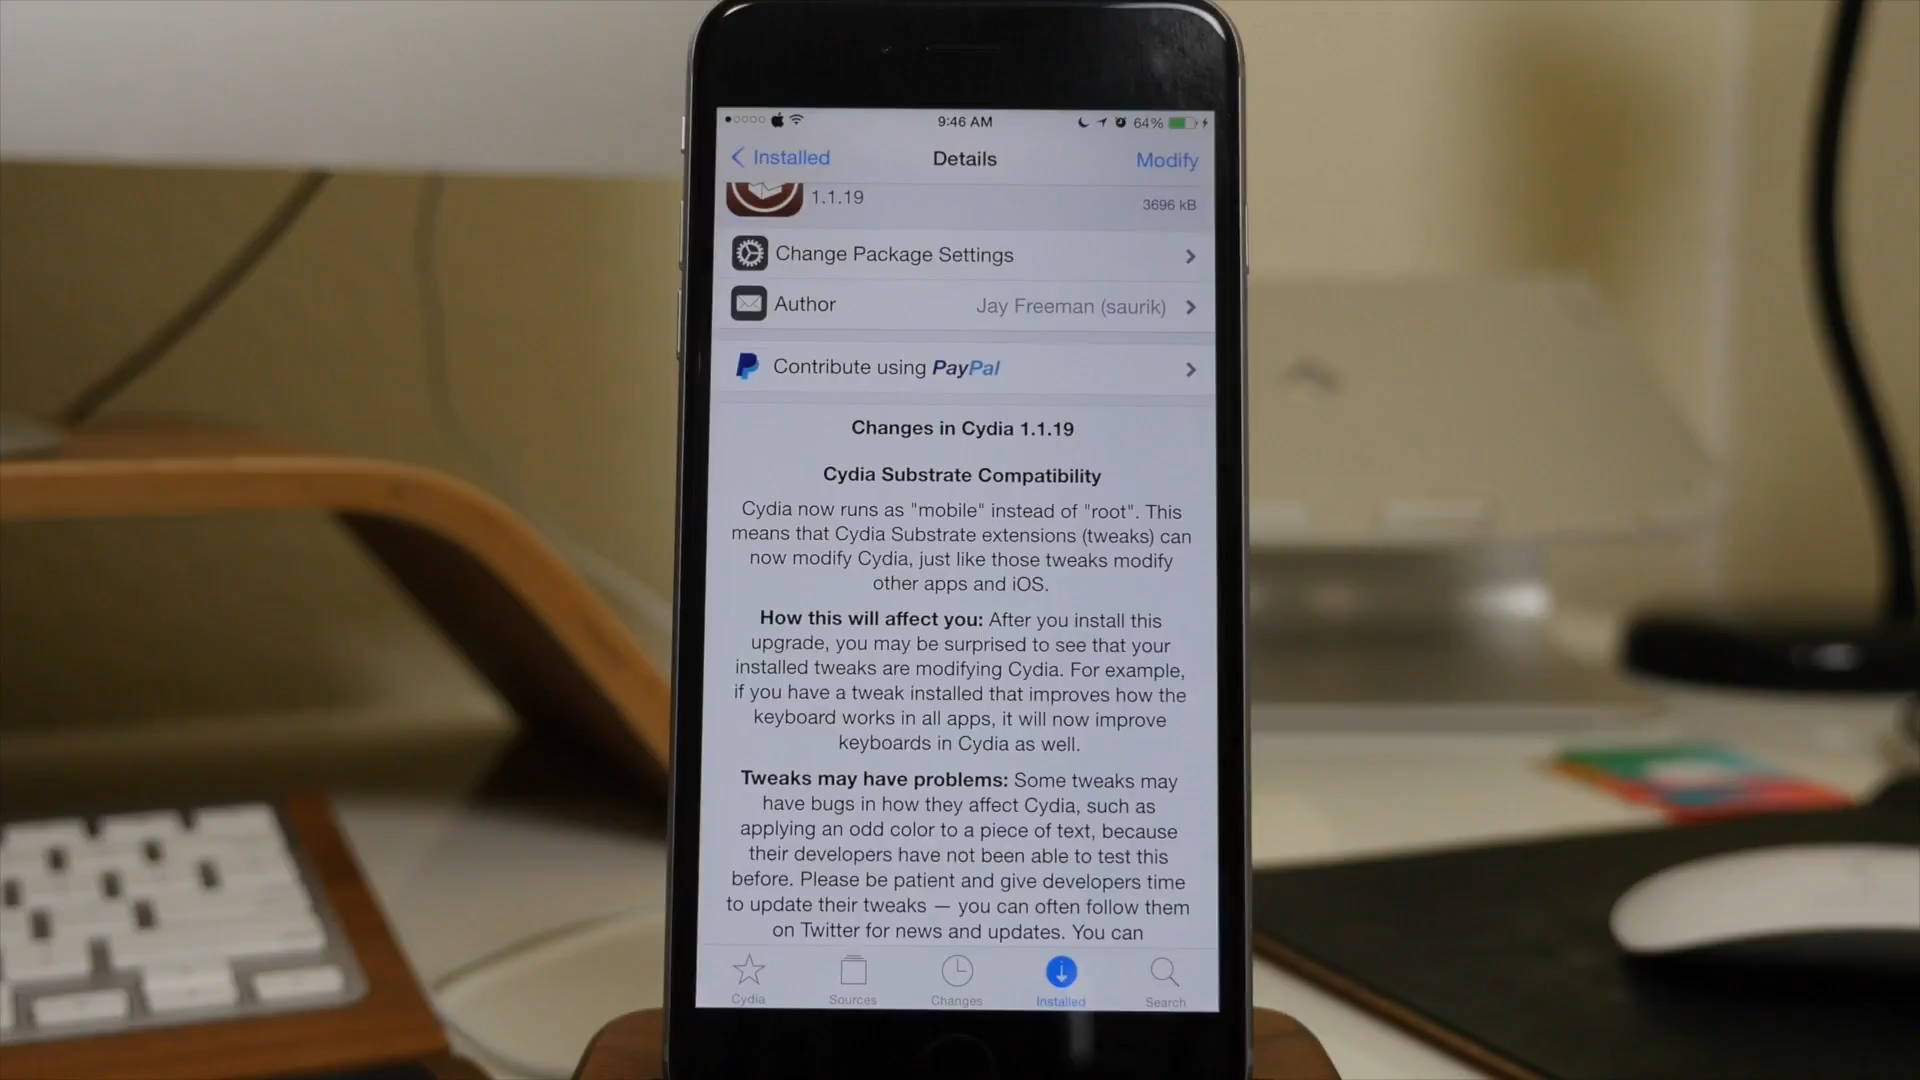 9:46 AM
64%
Installed
Details
Modify
1.1.19
3696 kB
Change Package Settings
Author
Jay Freeman (saurik)
Contribute using PayPal
Changes in Cydia 1.1.19
Cydia Substrate Compatibility
Cydia now runs as "mobile" instead of "root". This
means that Cydia Substrate extensions (tweaks) can
now modify Cydia, just like those tweaks modify
other apps and iOS.
How this will affect you: After you install this
upgrade, you may be surprised to see that your
installed tweaks are modifying Cydia. For example,
if you have a tweak installed that improves how the
keyboard works in all apps, it will now improve
keyboards in Cydia as well.
Tweaks may have problems: Some tweaks may
have bugs in how they affect Cydia, such as
applying an odd color to a piece of text, because
their developers have not been able to test this
before. Please be patient and give developers time
to update their tweaks — you can often follow them
on Twitter for news and updates. You can
Cydia
Sources
Changes
Installed
Search